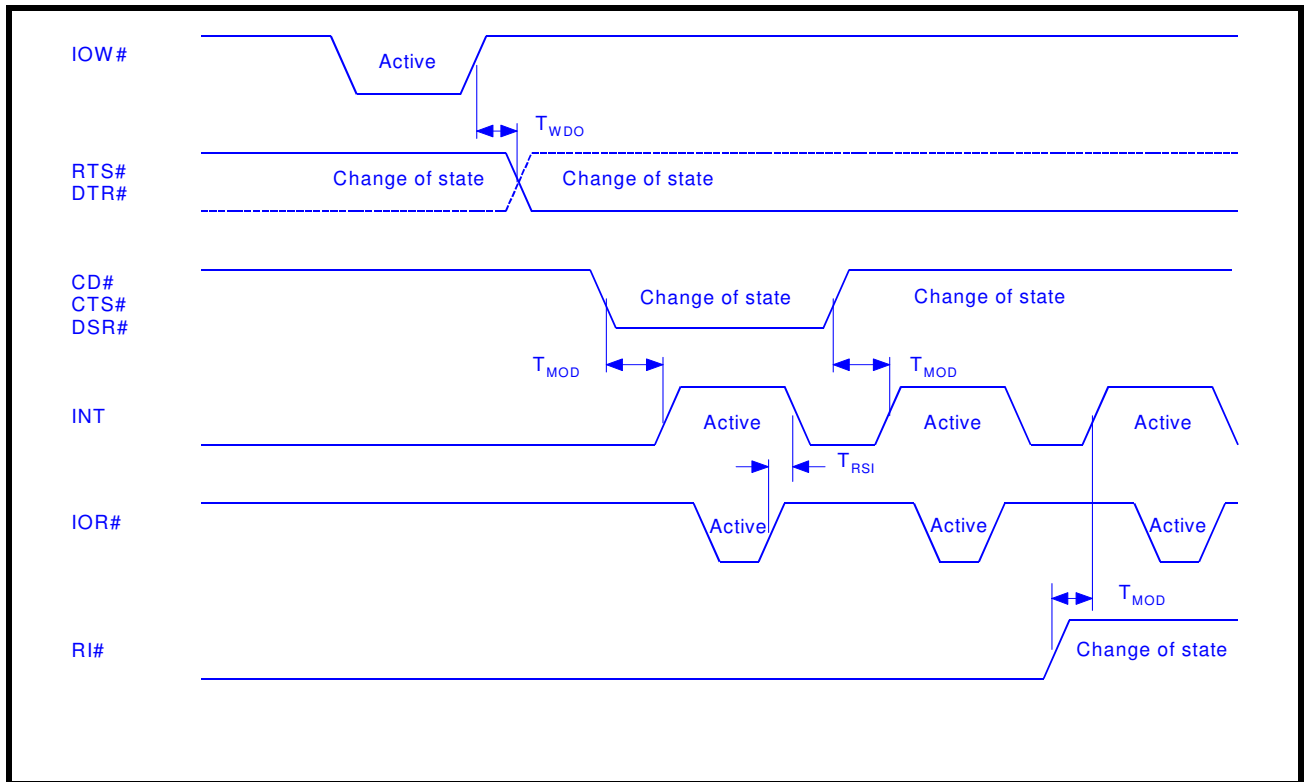 IOW#
Active
TWDO
RTS#
DTR#
Change of state
Change of state
CD#
CTS#
DSR#
Change of state
Change of state
TMOD
TMOD
INT
Active
Active
Active
TRSI
IOR#
Active
Active
Active
TMOD
RI#
Change of state